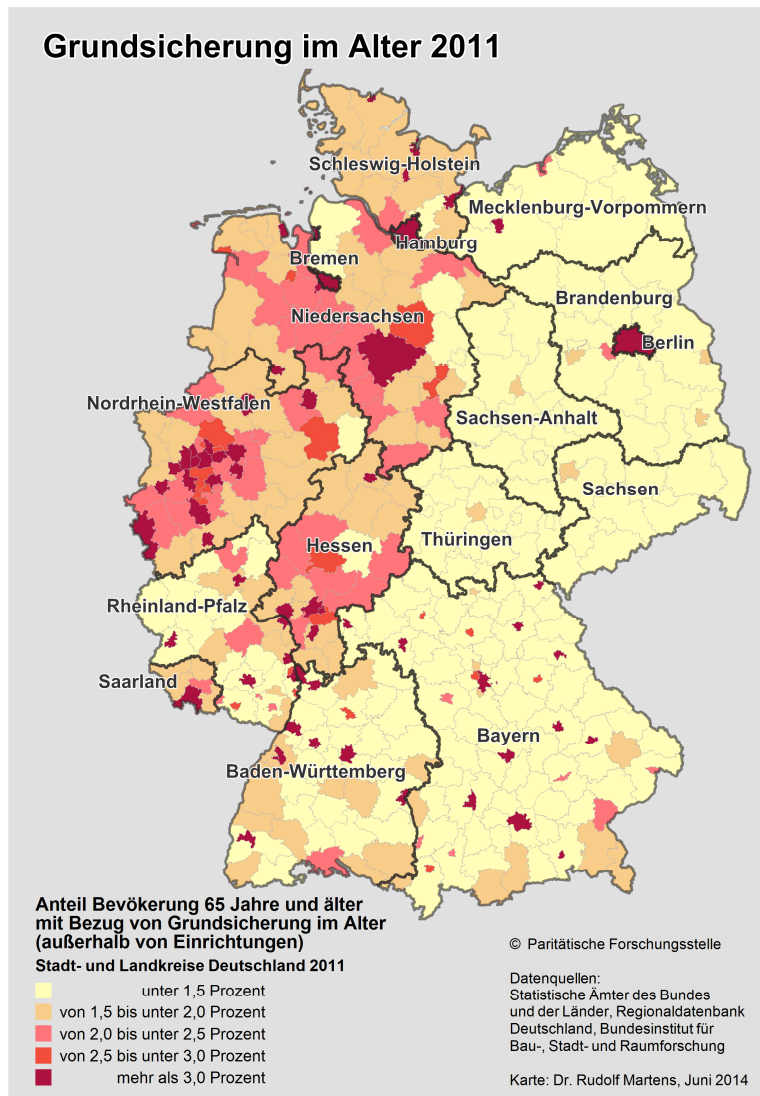 Grundsicherung im Alter 2011
Schleswig-Holstein
Mecklenburg-Vorpommern
Hamburg
Bremen
Brandenburg
Niedersachsen
Berlin
Nordrhein-Westfalen
Sachsen-Anhalt
Sachsen
Thüringen
Hessen
Rheinland-Pfalz
Saarland
Bayern
Baden-Württemberg
Anteil Bevökerung 65 Jahre und älter
mit Bezug von Grundsicherung im Alter
(außerhalb von Einrichtungen)
Stadt- und Landkreise Deutschland 2011
unter 1,5 Prozent
von 1,5 bis unter 2,0 Prozent
von 2,0 bis unter 2,5 Prozent
von 2,5 bis unter 3,0 Prozent
mehr als 3,0 Prozent
© Paritätische Forschungsstelle
Datenquellen:
Statistische Ämter des Bundes
und der Länder, Regionaldatenbank
Deutschland, Bundesinstitut für
Bau-, Stadt- und Raumforschung
Karte: Dr. Rudolf Martens, Juni 2014